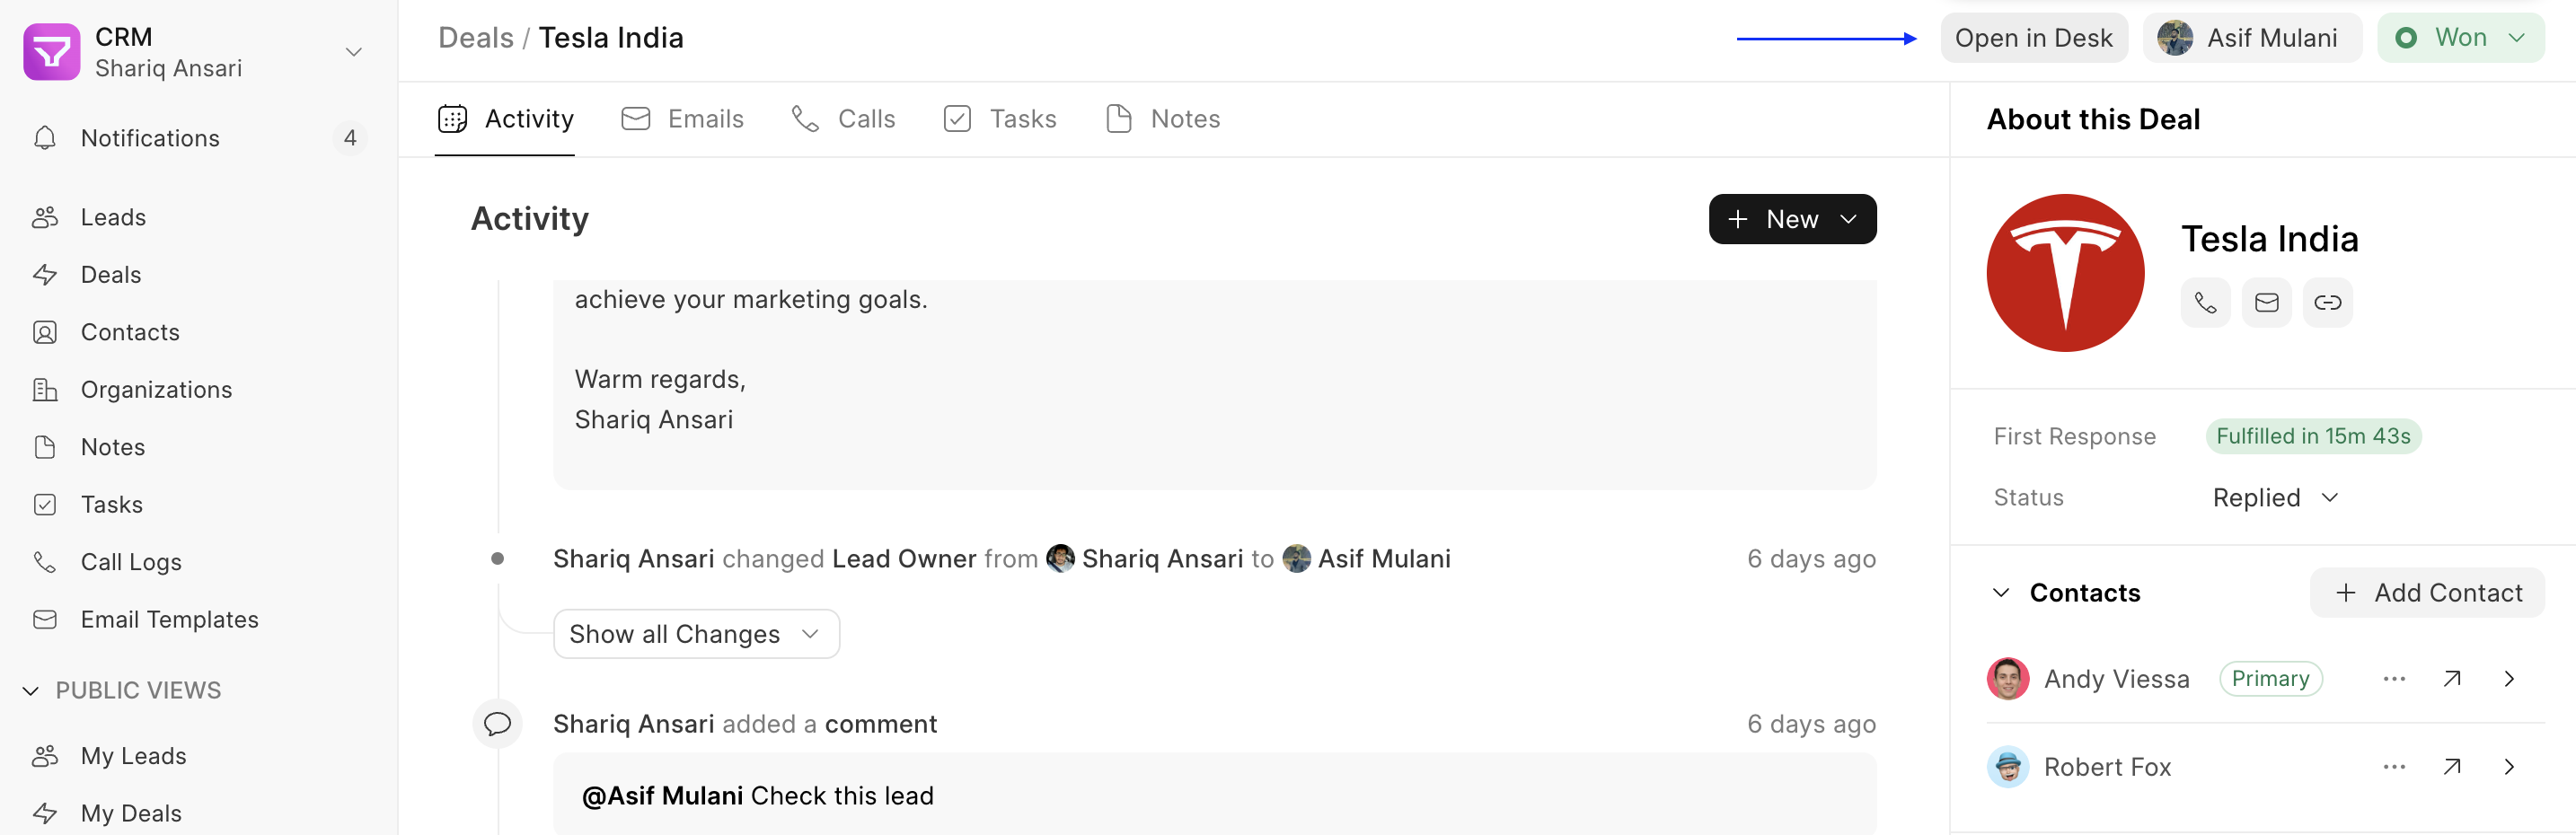 CRM
Shariq Ansari
Notifications 4
Leads
Deals
Contacts
Organizations
Notes
Tasks
Call Logs
Email Templates
PUBLIC VIEWS
My Leads
My Deals
Deals / Tesla India
Open in Desk Asif Mulani Won
Activity Emails Calls Tasks Notes
Activity
New
achieve your marketing goals.
Warm regards,
Shariq Ansari
Shariq Ansari changed Lead Owner from Shariq Ansari to Asif Mulani 6 days ago
Show all Changes
Shariq Ansari added a comment 6 days ago
@Asif Mulani Check this lead
About this Deal
Tesla India
First Response Fulfilled in 15m 43s
Status Replied
Contacts + Add Contact
Andy Viessa Primary
Robert Fox